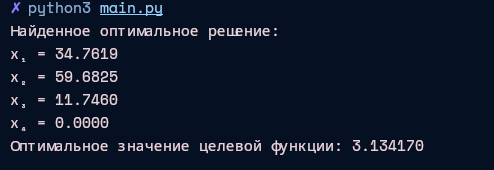 ✗ python3 main.py
Найденное оптимальное решение:
x₁ = 34.7619
x₂ = 59.6825
x₃ = 11.7460
x₄ = 0.0000
Оптимальное значение целевой функции: 3.134170